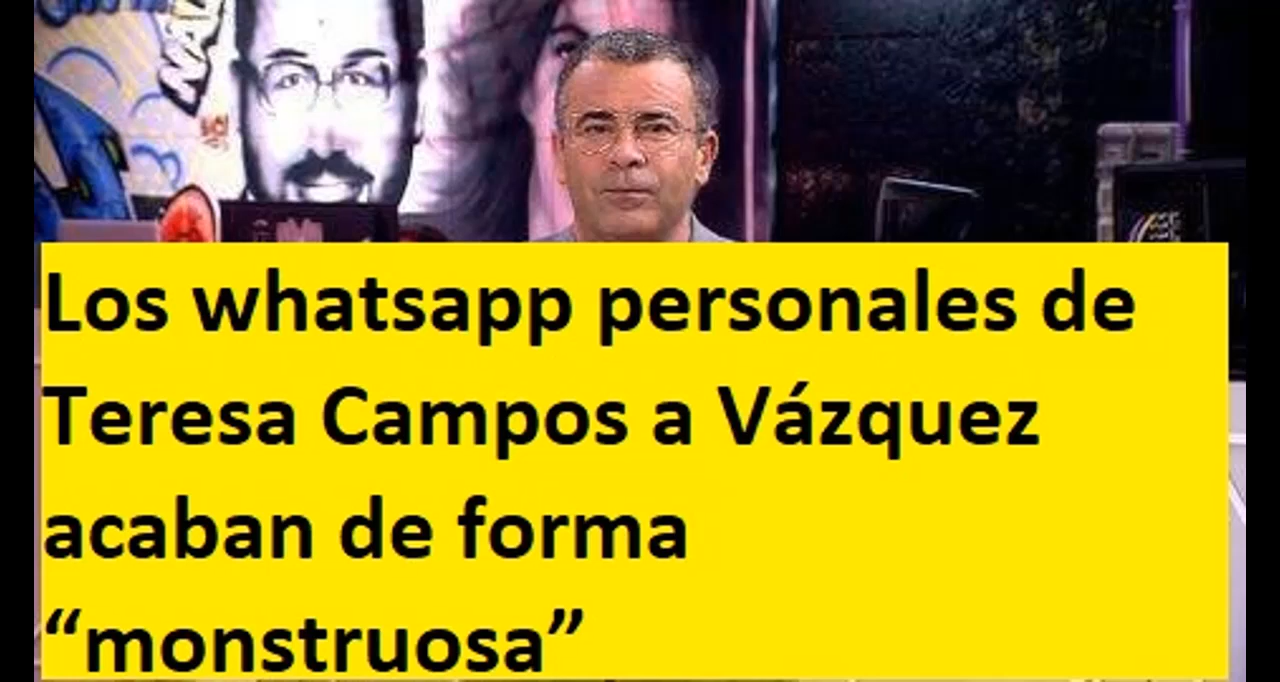 Los whatsapp personales de
Teresa Campos a Vázquez
acaban de forma
“monstruosa”